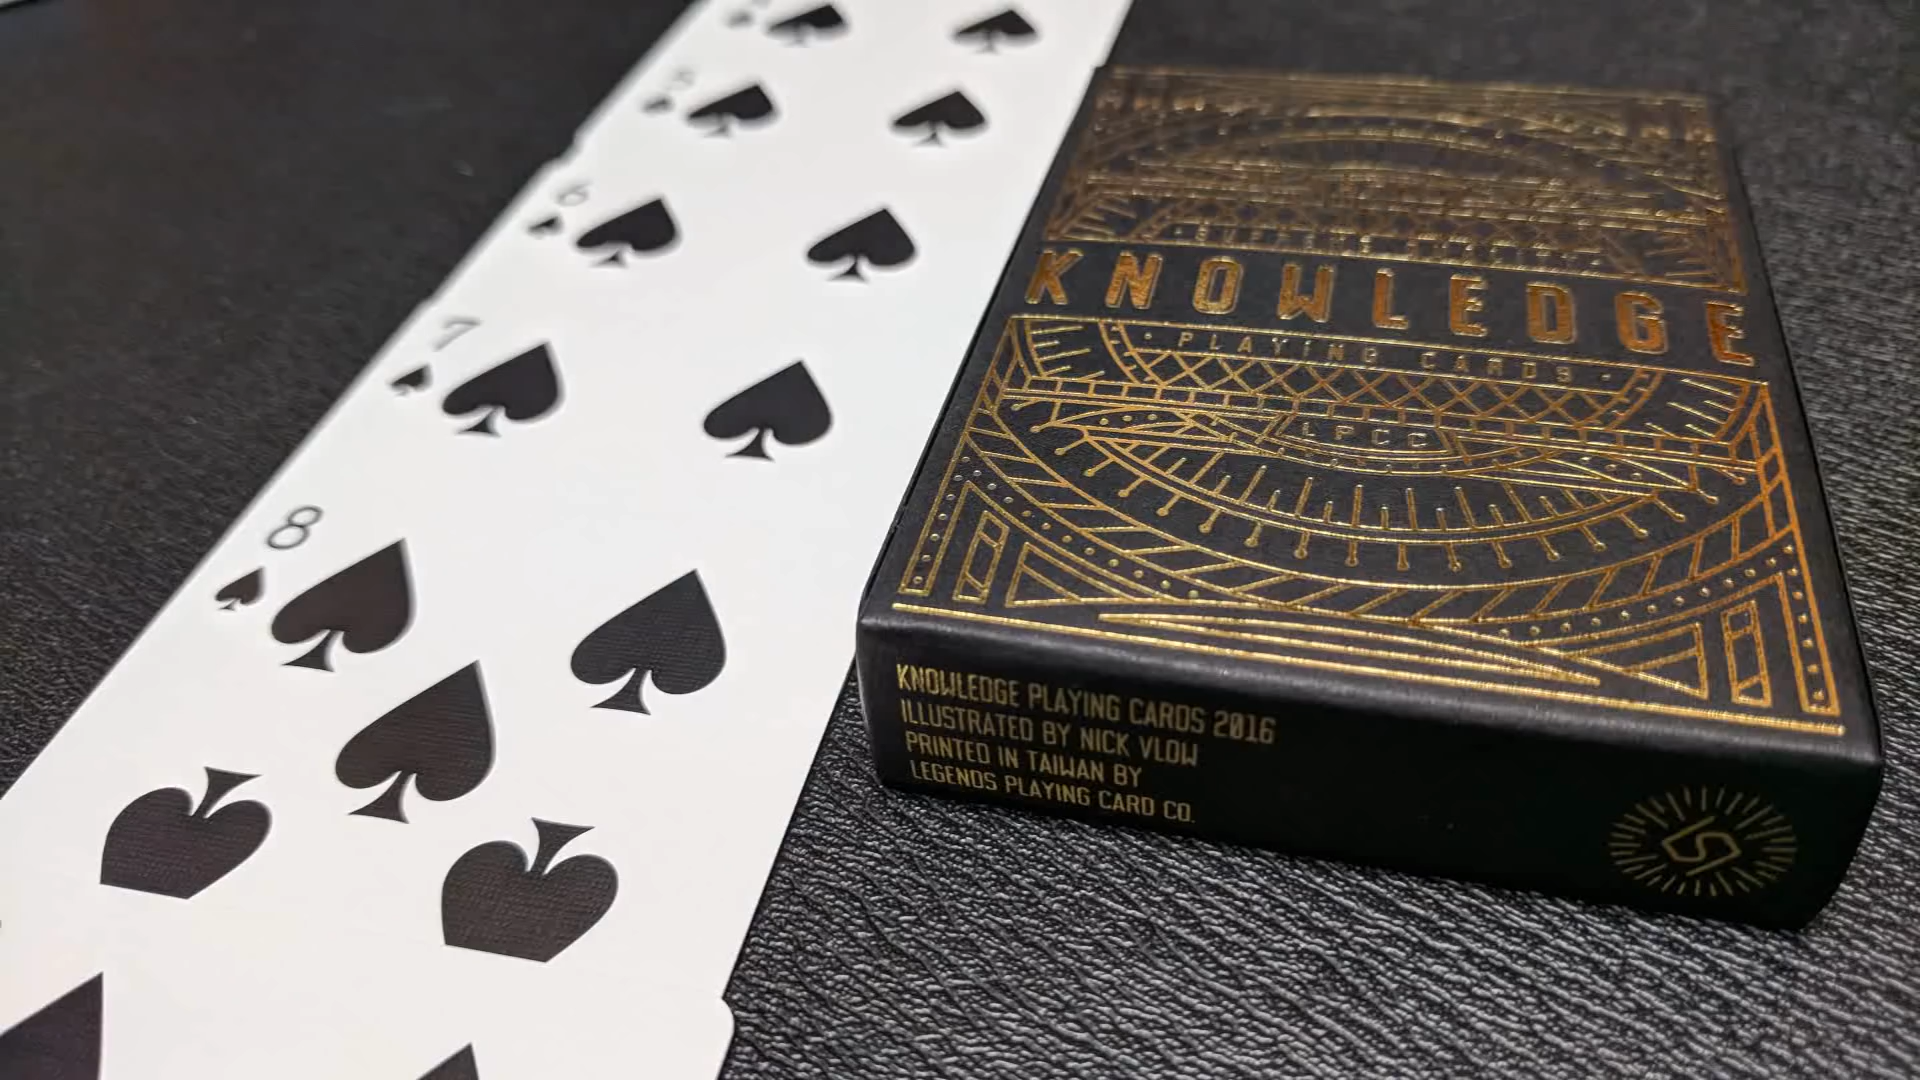 5
6
7
8
KNOWLEDGE
PLAYING CARDS
LPCC
KNOWLEDGE PLAYING CARDS 2016
ILLUSTRATED BY NICK VLOW
PRINTED IN TAIWAN BY
LEGENDS PLAYING CARD CO.